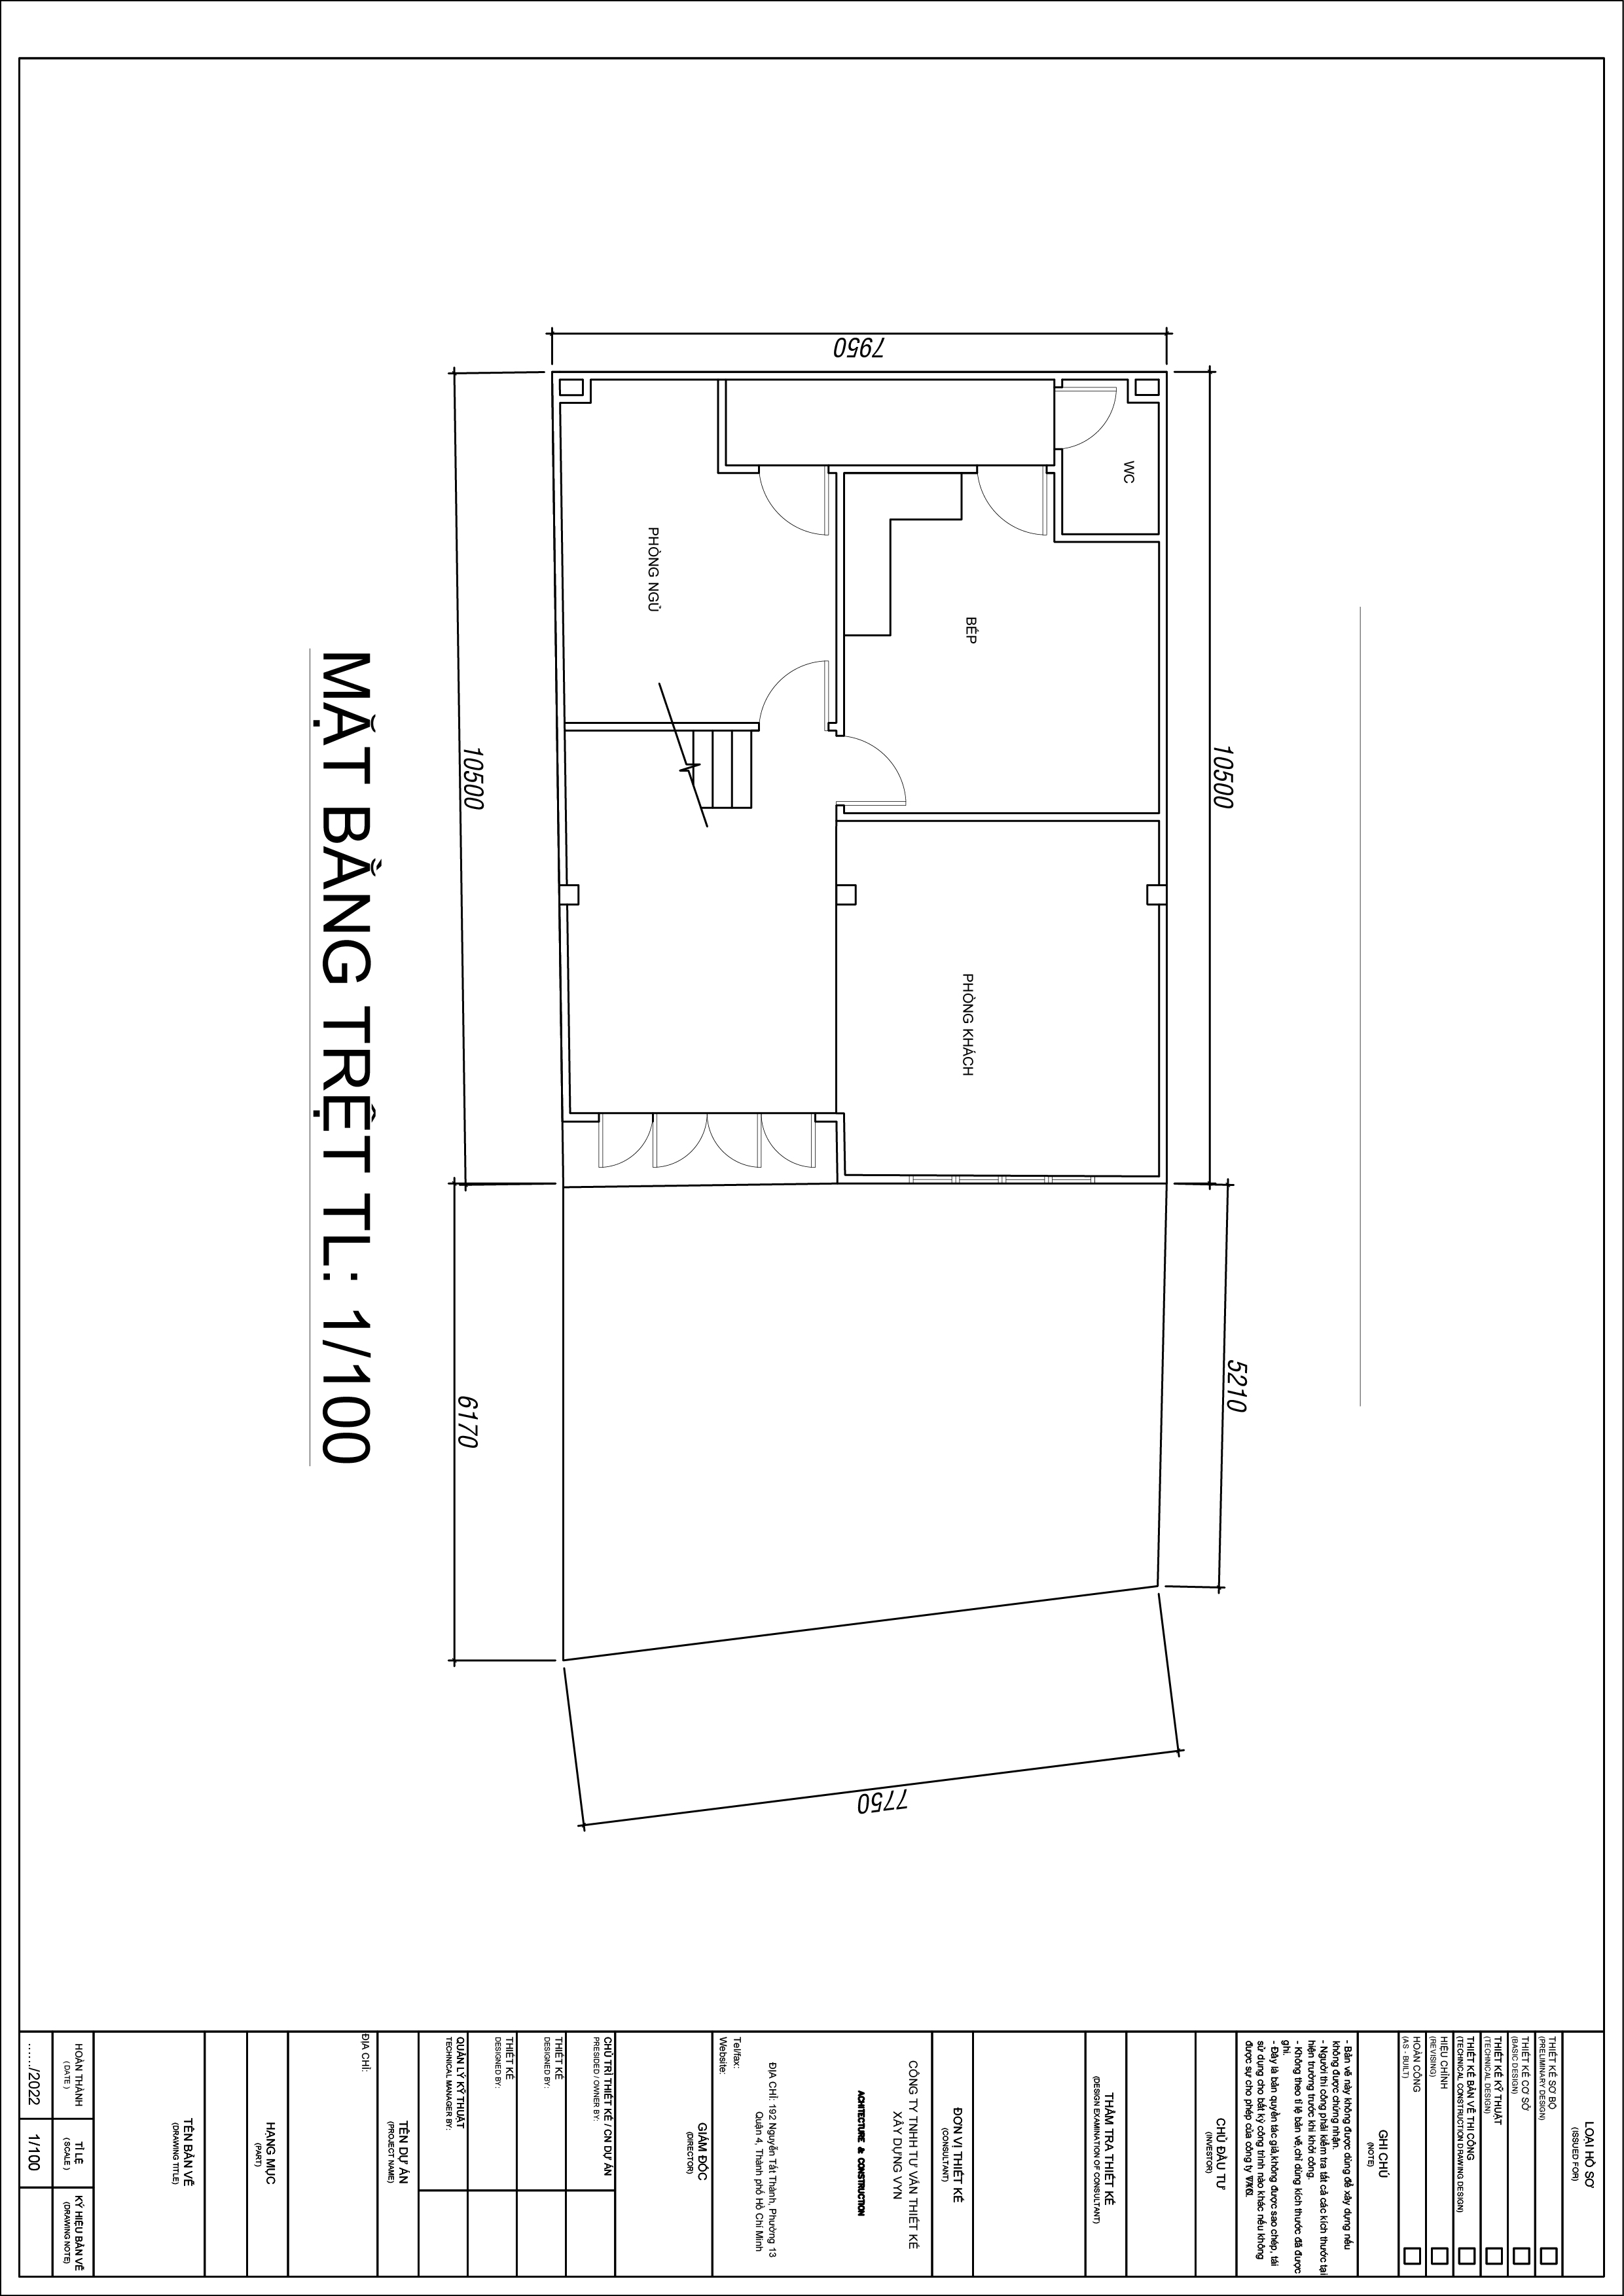 10500
5210
WC
BẾP
PHÒNG KHÁCH
7950
7750
PHÒNG NGỦ
10500
6170
MẶT BẰNG TRỆT TL: 1/100
LOẠI HỒ SƠ
(ISSUED FOR)
THIẾT KẾ SƠ BỘ
(PRELIMINARY DESIGN)
THIẾT KẾ CƠ SỞ
(BASIC DESIGN)
THIẾT KẾ KỸ THUẬT
(TECHNICAL DESIGN)
THIẾT KẾ BẢN VẼ THI CÔNG
(TECHNICAL CONSTRUCTION DRAWING DESIGN)
HIỆU CHỈNH
(REVISING)
HOÀN CÔNG
(AS - BUILT)
GHI CHÚ
(NOTE)
- Bản vẽ này không được dùng để xây dựng nếu
không được chứng nhận.
- Người thi công phải kiểm tra tất cả các kích thước tại
hiện trường trước khi khởi công.
- Không theo tỉ lệ bản vẽ,chỉ dùng kích thước đã được
ghi.
- Đây là bản quyền tác giả,không được sao chép, tái
sử dụng cho bất kỳ công trình nào khác nếu không
được sự cho phép của công ty
CHỦ ĐẦU TƯ
(INVESTOR)
THẨM TRA THIẾT KẾ
(DESIGN EXAMINATION OF CONSULTANT)
ĐƠN VỊ THIẾT KẾ
(CONSULTANT)
CÔNG TY TNHH TƯ VẤN THIẾT KẾ
XÂY DỰNG VYN
ACHITECTURE & CONSTRUCTION
ĐỊA CHỈ: 192 Nguyễn Tất Thành, Phường 13
Quận 4, Thành phố Hồ Chí Minh
Tel/fax:
Website:
GIÁM ĐỐC
(DIRECTOR)
CHỦ TRÌ THIẾT KẾ / CN DỰ ÁN
PRESIDED / OWNER BY:
THIẾT KẾ
DESIGNED BY:
THIẾT KẾ
DESIGNED BY:
QUẢN LÝ KỸ THUẬT
TECHNICAL MANAGER BY:
TÊN DỰ ÁN
(PROJECT NAME)
ĐỊA CHỈ:
HẠNG MỤC
(PART)
TÊN BẢN VẼ
(DRAWING TITLE)
HOÀN THÀNH TỈ LỆ KÝ HIỆU BẢN VẼ
( DATE ) ( SCALE ) (DRAWING NOTE)
....../2022 1/100